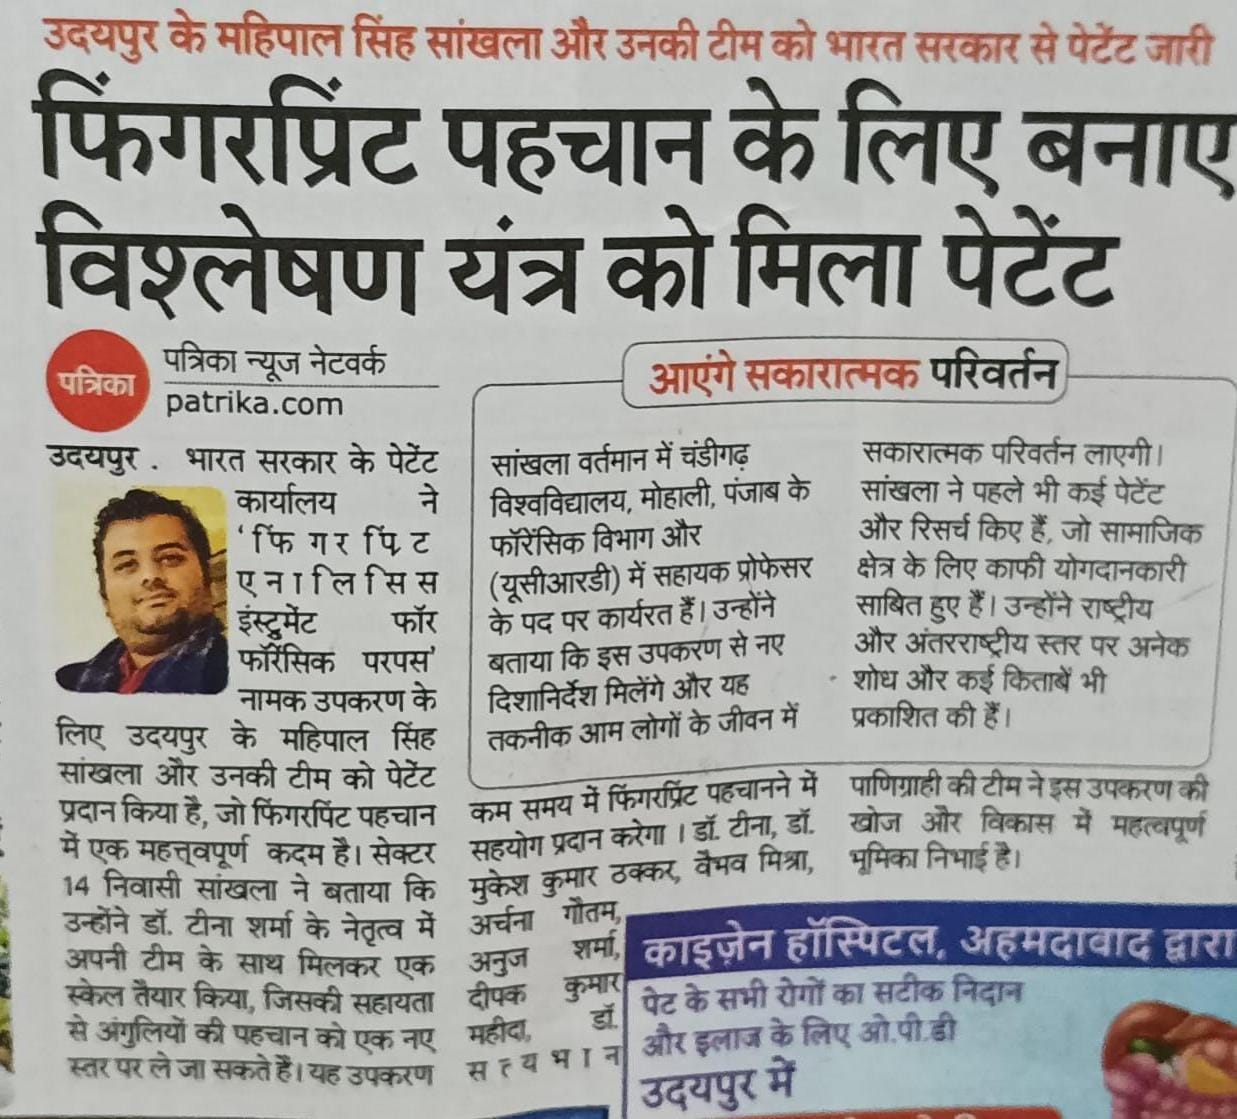 उदयपुर के महिपाल सिंह सांखला और उनकी टीम को भारत सरकार से पेटेंट जारी
फिंगरप्रिंट पहचान के लिए बनाए
विश्लेषण यंत्र को मिला पेटेंट
पत्रिका
पत्रिका न्यूज नेटवर्क
patrika.com
उदयपुर. भारत सरकार के पेटेंट
कार्यालय ने
'फिंगरप्रिंट
एनालिसिस
इंस्ट्रुमेंट फॉर
फॉरेंसिक परपस'
नामक उपकरण के
लिए उदयपुर के महिपाल सिंह
सांखला और उनकी टीम को पेटेंट
प्रदान किया है, जो फिंगरप्रिंट पहचान
में एक महत्त्वपूर्ण कदम है। सेक्टर
14 निवासी सांखला ने बताया कि
उन्होंने डॉ. टीना शर्मा के नेतृत्व में
अपनी टीम के साथ मिलकर एक
स्केल तैयार किया, जिसकी सहायता
से अंगुलियों की पहचान को एक नए
स्तर पर ले जा सकते है। यह उपकरण
आएंगे सकारात्मक परिवर्तन
सांखला वर्तमान में चंडीगढ़
विश्वविद्यालय, मोहाली, पंजाब के
फॉरेंसिक विभाग और
(यूसीआरडी) में सहायक प्रोफेसर
के पद पर कार्यरत हैं। उन्होंने
बताया कि इस उपकरण से नए
दिशानिर्देश मिलेंगे और यह
तकनीक आम लोगों के जीवन में
सकारात्मक परिवर्तन लाएगी।
सांखला ने पहले भी कई पेटेंट
और रिसर्च किए हैं, जो सामाजिक
क्षेत्र के लिए काफी योगदानकारी
साबित हुए हैं। उन्होंने राष्ट्रीय
और अंतरराष्ट्रीय स्तर पर अनेक
शोध और कई किताबें भी
प्रकाशित की हैं।
कम समय में फिंगरप्रिंट पहचानने में
सहयोग प्रदान करेगा । डॉ. टीना, डॉ.
मुकेश कुमार ठक्कर, वैभव मिश्रा,
अर्चना गौतम,
अनुज शर्मा,
दीपक कुमार
महीदा, डॉ.
सत्यभान
पाणिग्राही की टीम ने इस उपकरण की
खोज और विकास में महत्वपूर्ण
भूमिका निभाई है।
काइज़ेन हॉस्पिटल, अहमदावाद द्वारा
पेट के सभी रोगों का सटीक निदान
और इलाज के लिए ओ.पी.डी
उदयपुर में